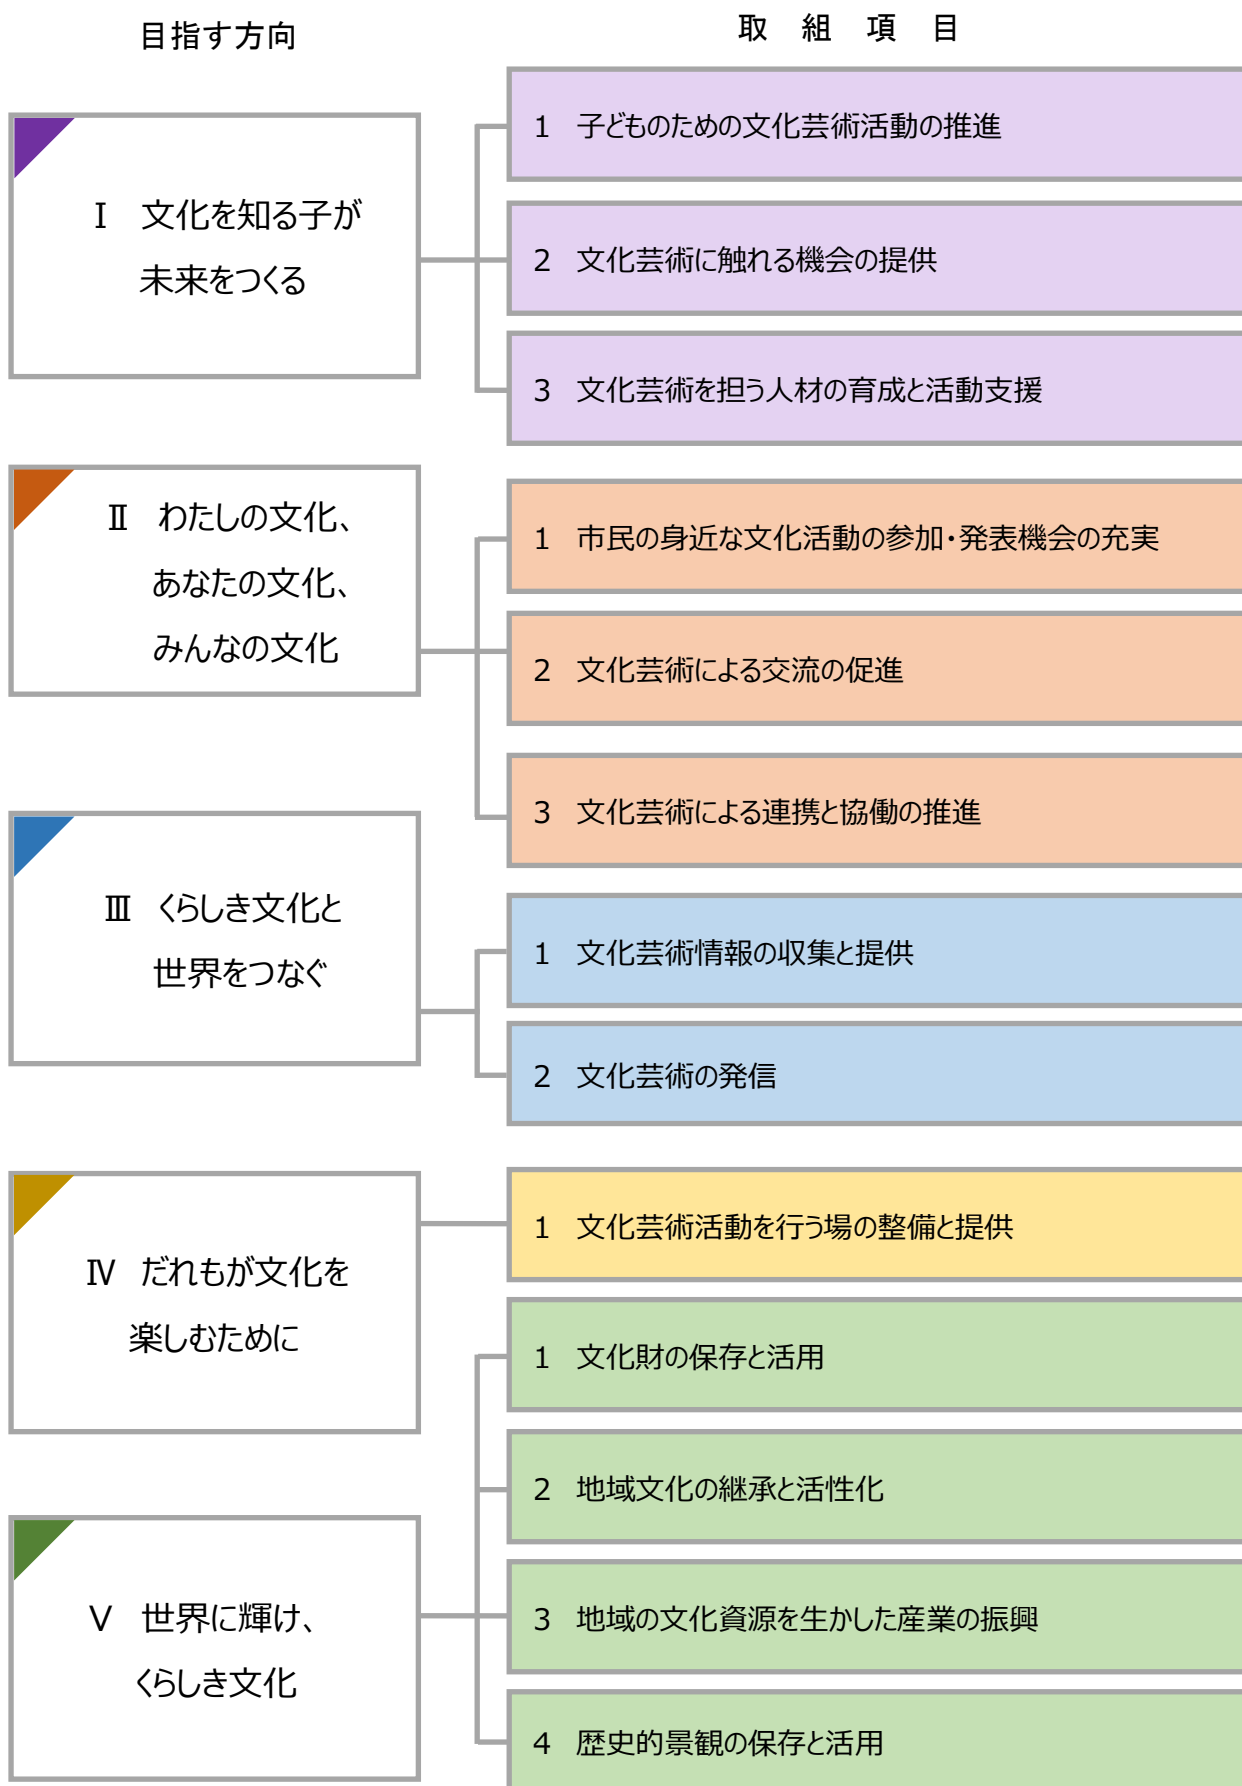 目指す方向
取 組 項 目
Ⅰ 文化を知る子が
未来をつくる
1 子どものための文化芸術活動の推進
2 文化芸術に触れる機会の提供
3 文化芸術を担う人材の育成と活動支援
Ⅱ わたしの文化、
あなたの文化、
みんなの文化
1 市民の身近な文化活動の参加・発表機会の充実
2 文化芸術による交流の促進
3 文化芸術による連携と協働の推進
Ⅲ くらしき文化と
世界をつなぐ
1 文化芸術情報の収集と提供
2 文化芸術の発信
Ⅳ だれもが文化を
楽しむために
1 文化芸術活動を行う場の整備と提供
Ⅴ 世界に輝け、
くらしき文化
1 文化財の保存と活用
2 地域文化の継承と活性化
3 地域の文化資源を生かした産業の振興
4 歴史的景観の保存と活用